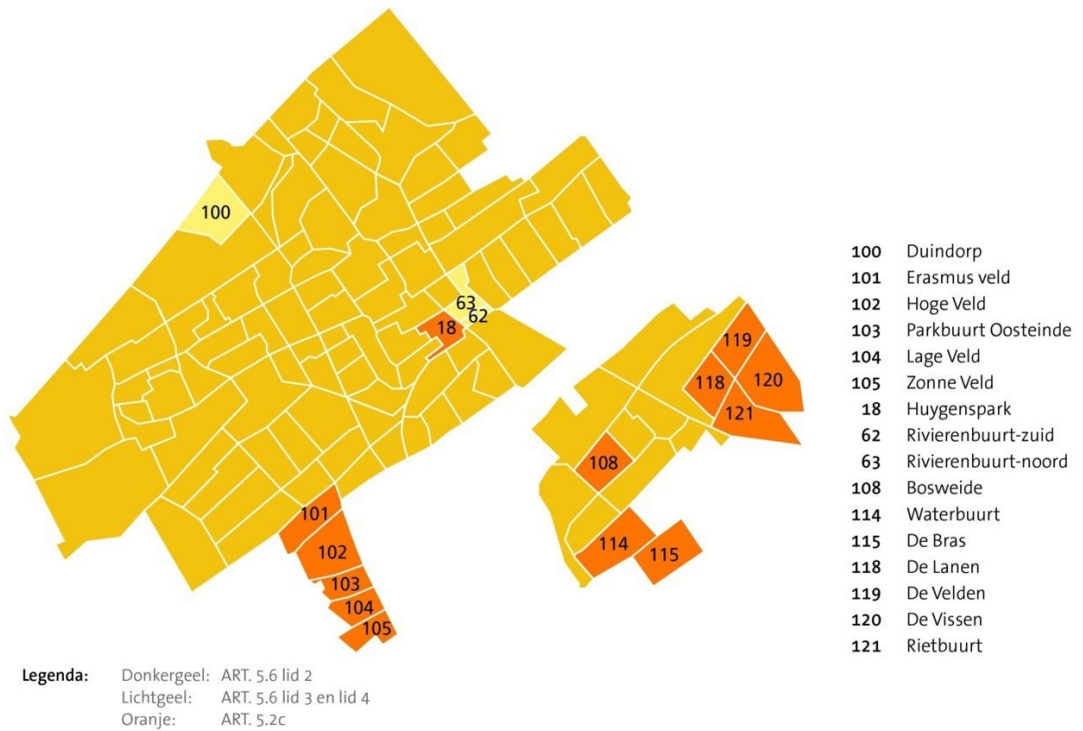 100
63
62
18
101
102
103
104
105
119
118
120
121
108
114
115
100 Duindorp
101 Erasmus veld
102 Hoge Veld
103 Parkbuurt Oosteinde
104 Lage Veld
105 Zonne Veld
18 Huygenspark
62 Rivierenbuurt-zuid
63 Rivierenbuurt-noord
108 Bosweide
114 Waterbuurt
115 De Bras
118 De Lanen
119 De Velden
120 De Vissen
121 Rietbuurt
Legenda: Donkergeel: ART. 5.6 lid 2
Lichtgeel: ART. 5.6 lid 3 en lid 4
Oranje: ART. 5.2c